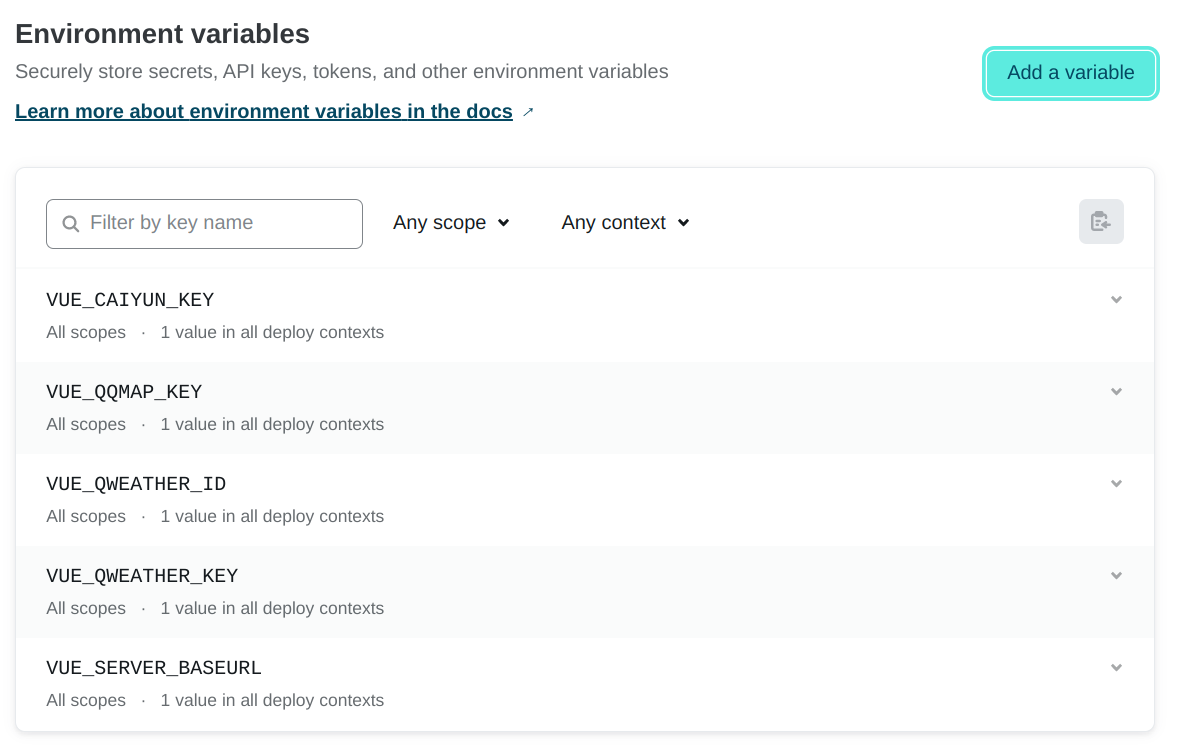 Environment variables
Securely store secrets, API keys, tokens, and other environment variables
Add a variable
Learn more about environment variables in the docs ↗
Filter by key name
Any scope
Any context
VUE_CAIYUN_KEY
All scopes · 1 value in all deploy contexts
VUE_QQMAP_KEY
All scopes · 1 value in all deploy contexts
VUE_QWEATHER_ID
All scopes · 1 value in all deploy contexts
VUE_QWEATHER_KEY
All scopes · 1 value in all deploy contexts
VUE_SERVER_BASEURL
All scopes · 1 value in all deploy contexts